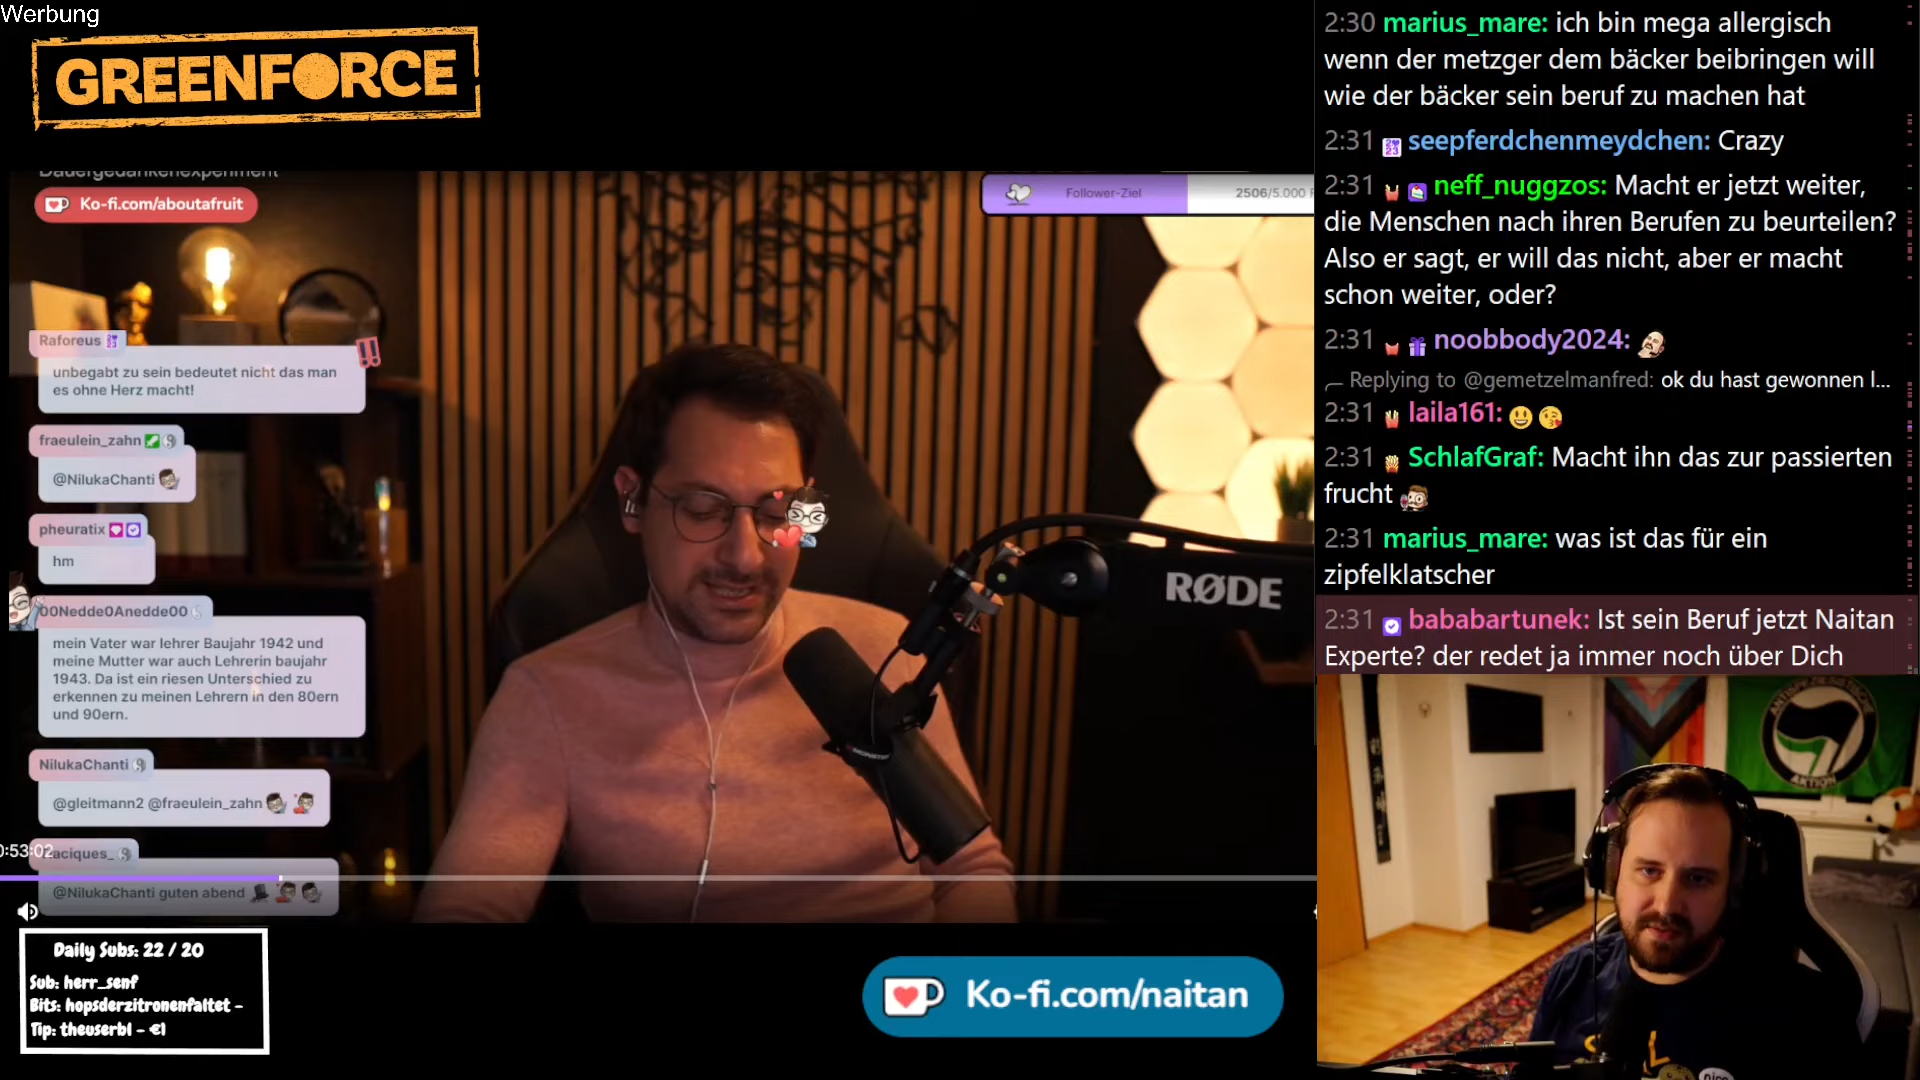 Werbung
GREENFORCE
Dauergedankenexperiment
Ko-fi.com/aboutafruit
Follower-Ziel
2506/5.000
Raforeus
unbegabt zu sein bedeutet nicht das man
es ohne Herz macht!
fraeulein_zahn
@NilukaChanti
pheuratix
hm
00Nedde0Anedde00
mein Vater war lehrer Baujahr 1942 und
meine Mutter war auch Lehrerin baujahr
1943. Da ist ein riesen Unterschied zu
erkennen zu meinen Lehrern in den 80ern
und 90ern.
NilukaChanti
@gleitmann2 @fraeulein_zahn
0:53:02
aciques_
@NilukaChanti guten abend
RØDE
Daily Subs: 22 / 20
Sub: herr_senf
Bits: hopsderzitronenfaltet -
Tip: theuserbl - €1
Ko-fi.com/naitan
2:30 marius_mare: ich bin mega allergisch
wenn der metzger dem bäcker beibringen will
wie der bäcker sein beruf zu machen hat
2:31 seepferdchenmeydchen: Crazy
2:31 neff_nuggzos: Macht er jetzt weiter,
die Menschen nach ihren Berufen zu beurteilen?
Also er sagt, er will das nicht, aber er macht
schon weiter, oder?
2:31 noobbody2024:
Replying to @gemetzelmanfred: ok du hast gewonnen l...
2:31 laila161:
2:31 SchlafGraf: Macht ihn das zur passierten
frucht
2:31 marius_mare: was ist das für ein
zipfelklatscher
2:31 bababartunek: Ist sein Beruf jetzt Naitan
Experte? der redet ja immer noch über Dich
ANTISPEZIESISTISCHE
AKTION
nice